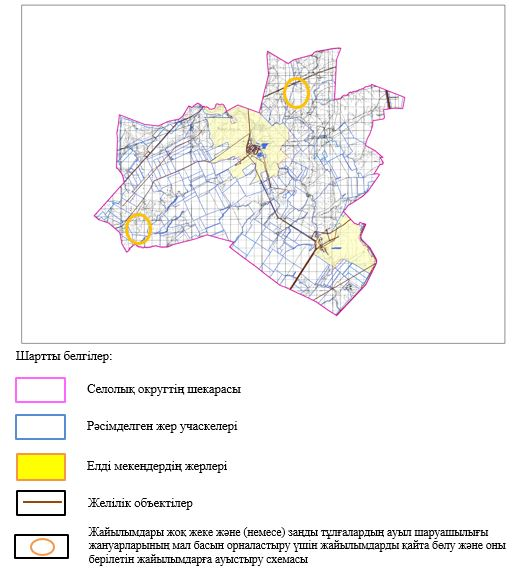 Шартты белгілер:
Селолық округтің шекарасы
Рәсімделген жер учаскелері
Елді мекендердің жерлері
Желілік объектілер
Жайылымдары жоқ жеке және (немесе) заңды тұлғалардың ауыл шаруашылығы
жануарларының мал басын орналастыру үшін жайылымдарды қайта бөлу және оны
берілетін жайылымдарға ауыстыру схемасы